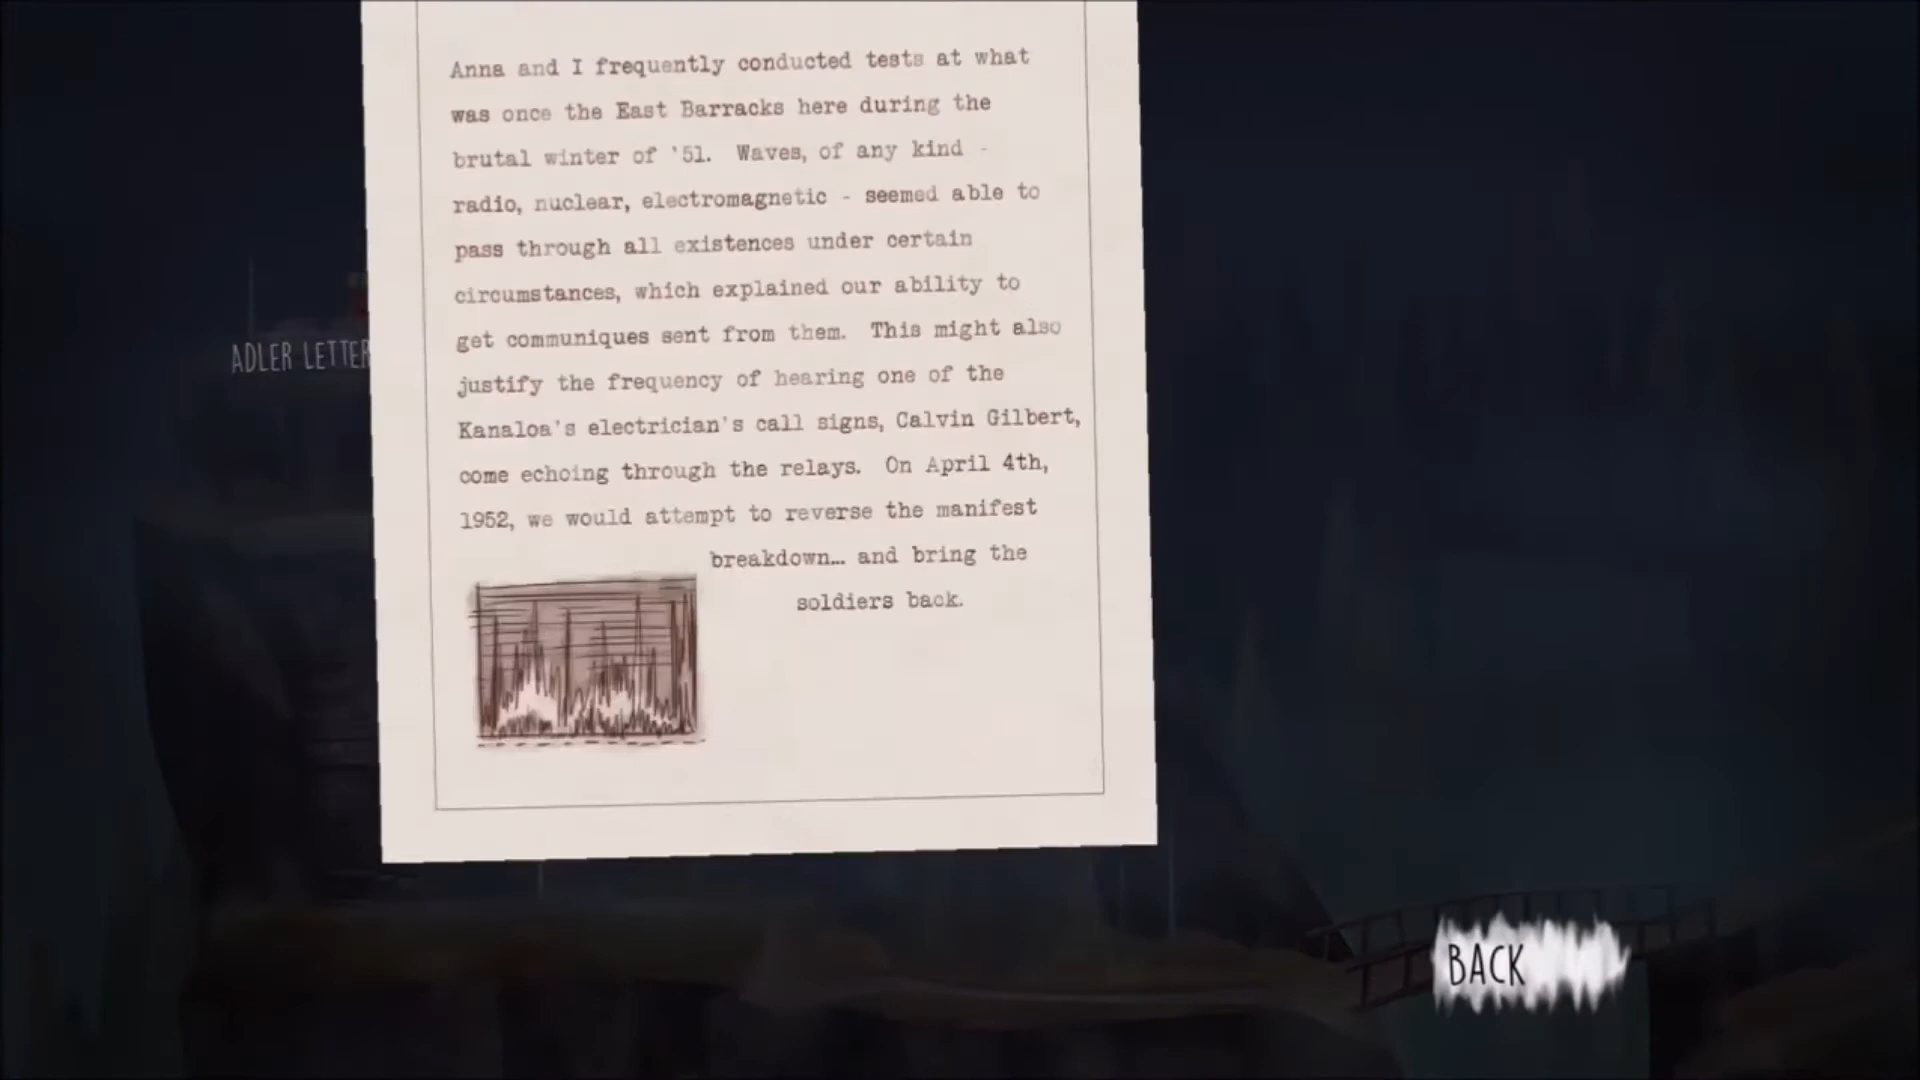 Anna and I frequently conducted tests at what
was once the East Barracks here during the
brutal winter of '51. Waves, of any kind -
radio, nuclear, electromagnetic - seemed able to
pass through all existences under certain
circumstances, which explained our ability to
get communiques sent from them. This might also
ADLER LETTER
justify the frequency of hearing one of the
Kanaloa's electrician's call signs, Calvin Gilbert,
come echoing through the relays. On April 4th,
1952, we would attempt to reverse the manifest
breakdown… and bring the
soldiers back.
BACK